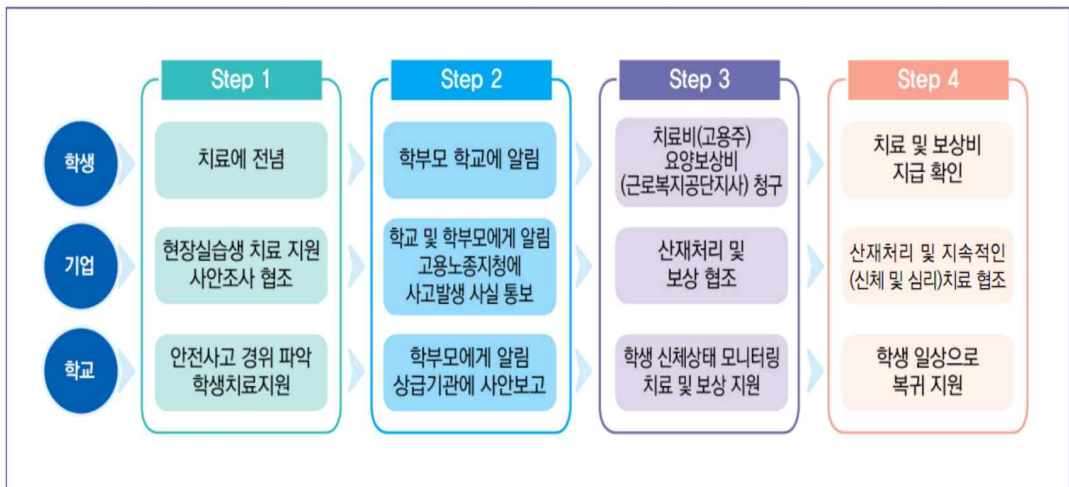 Step 1
Step 2
Step 3
Step 4
학생
치료에 전념
학부모 학교에 알림
치료비(고용주)
요양보상비
(근로복지공단지사) 청구
치료 및 보상비
지급 확인
기업
현장실습생 치료 지원
사안조사 협조
학교 및 학부모에게 알림
고용노종지청에
사고발생 사실 통보
산재처리 및
보상 협조
산재처리 및 지속적인
(신체 및 심리)치료 협조
학교
안전사고 경위 파악
학생치료지원
학부모에게 알림
상급기관에 사안보고
학생 신체상태 모니터링
치료 및 보상 지원
학생 일상으로
복귀 지원